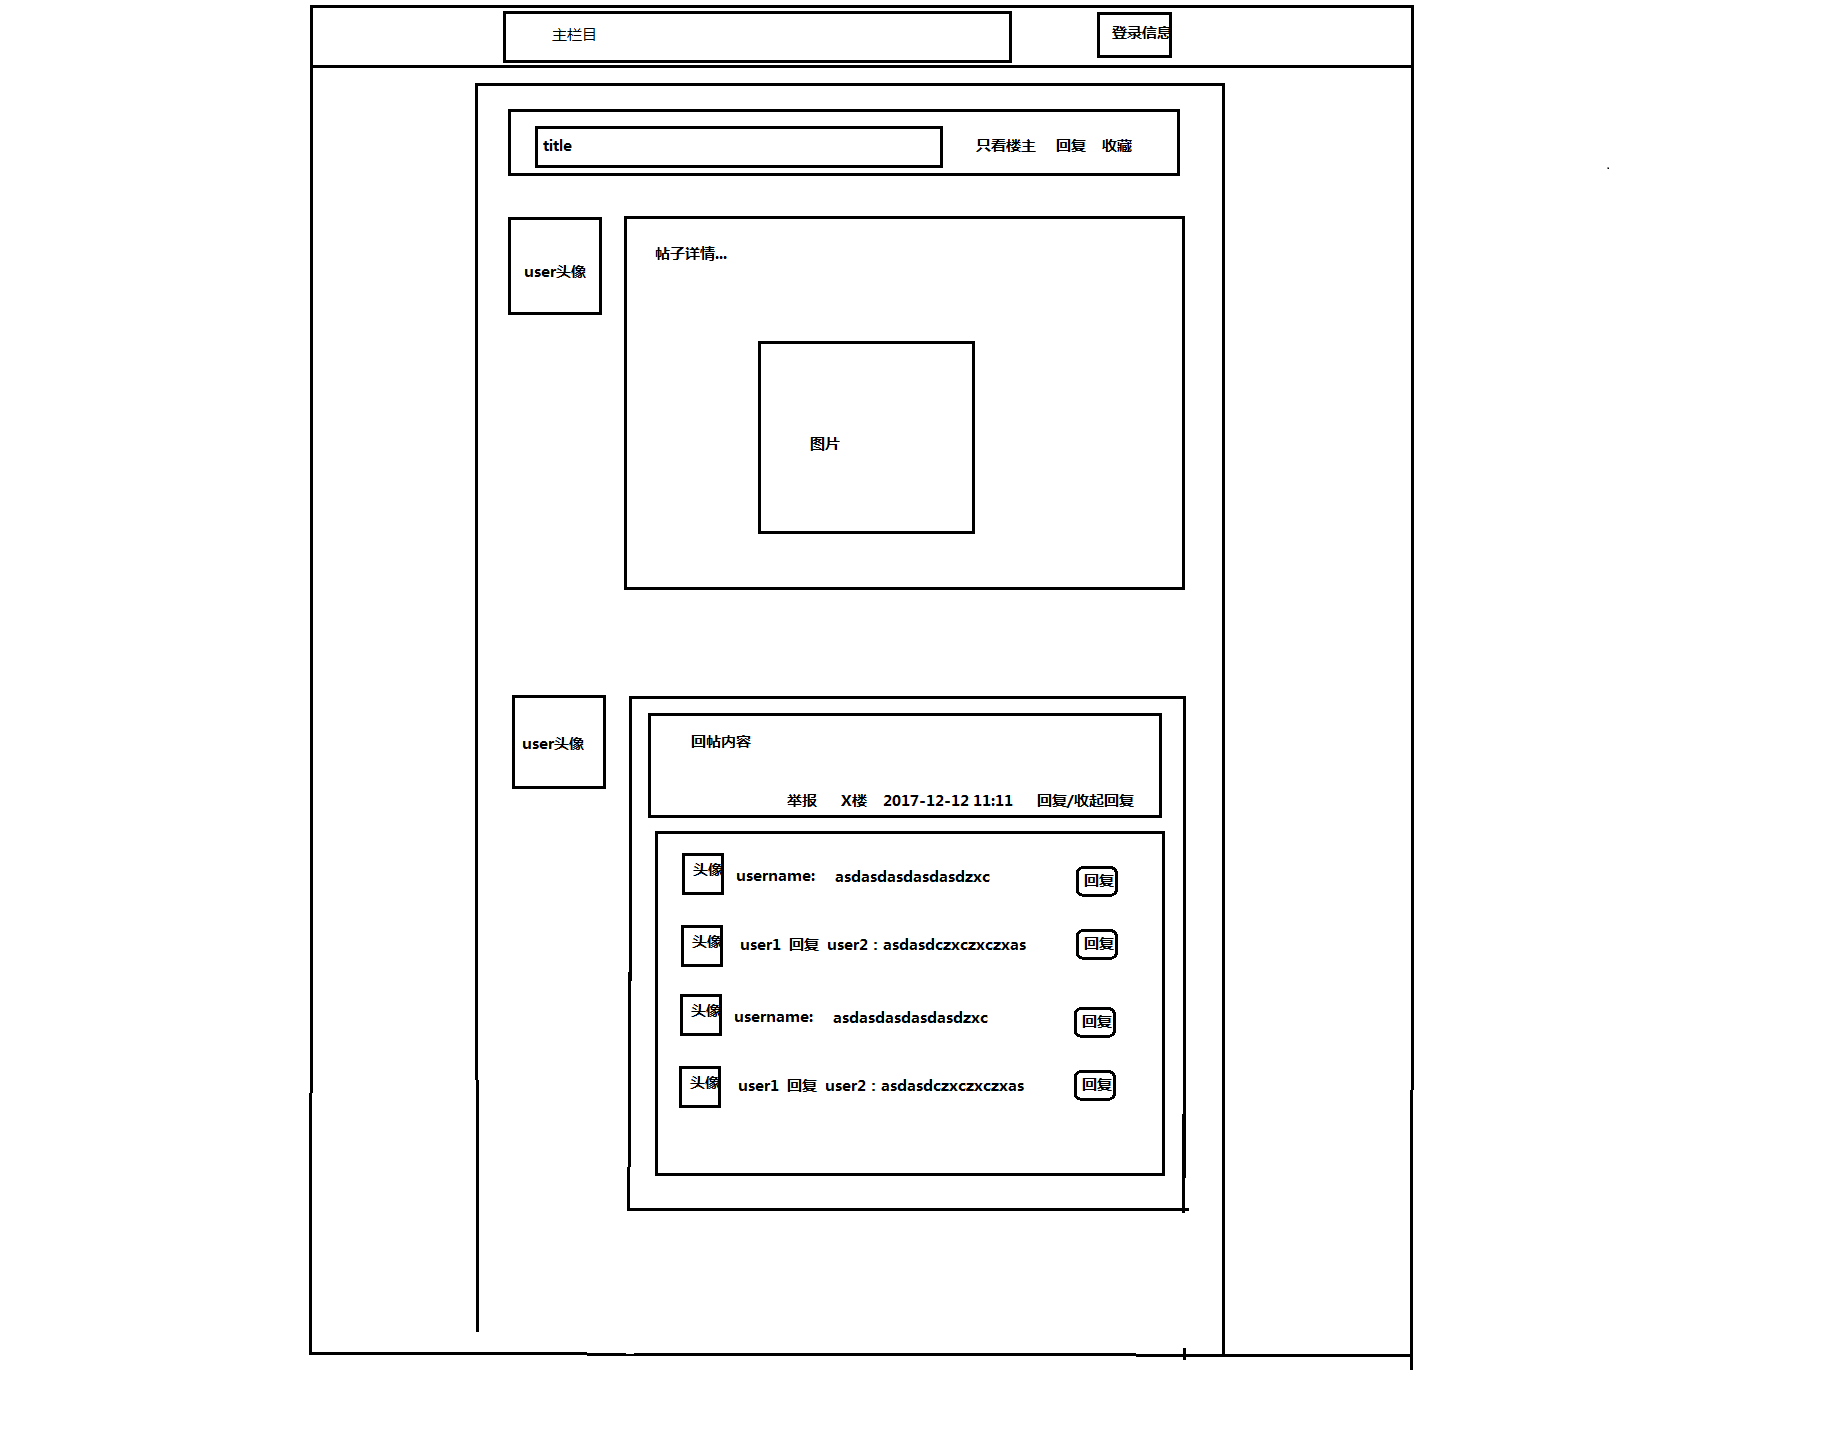 主栏目 登录信息
title 只看楼主 回复 收藏
user头像
帖子详情...
图片
user头像
回帖内容
举报 X楼 2017-12-12 11:11 回复/收起回复
头像 username: asdasdasdasdasdzxc 回复
头像 user1 回复 user2：asdasdczxczxczxas 回复
头像 username: asdasdasdasdasdzxc 回复
头像 user1 回复 user2：asdasdczxczxczxas 回复